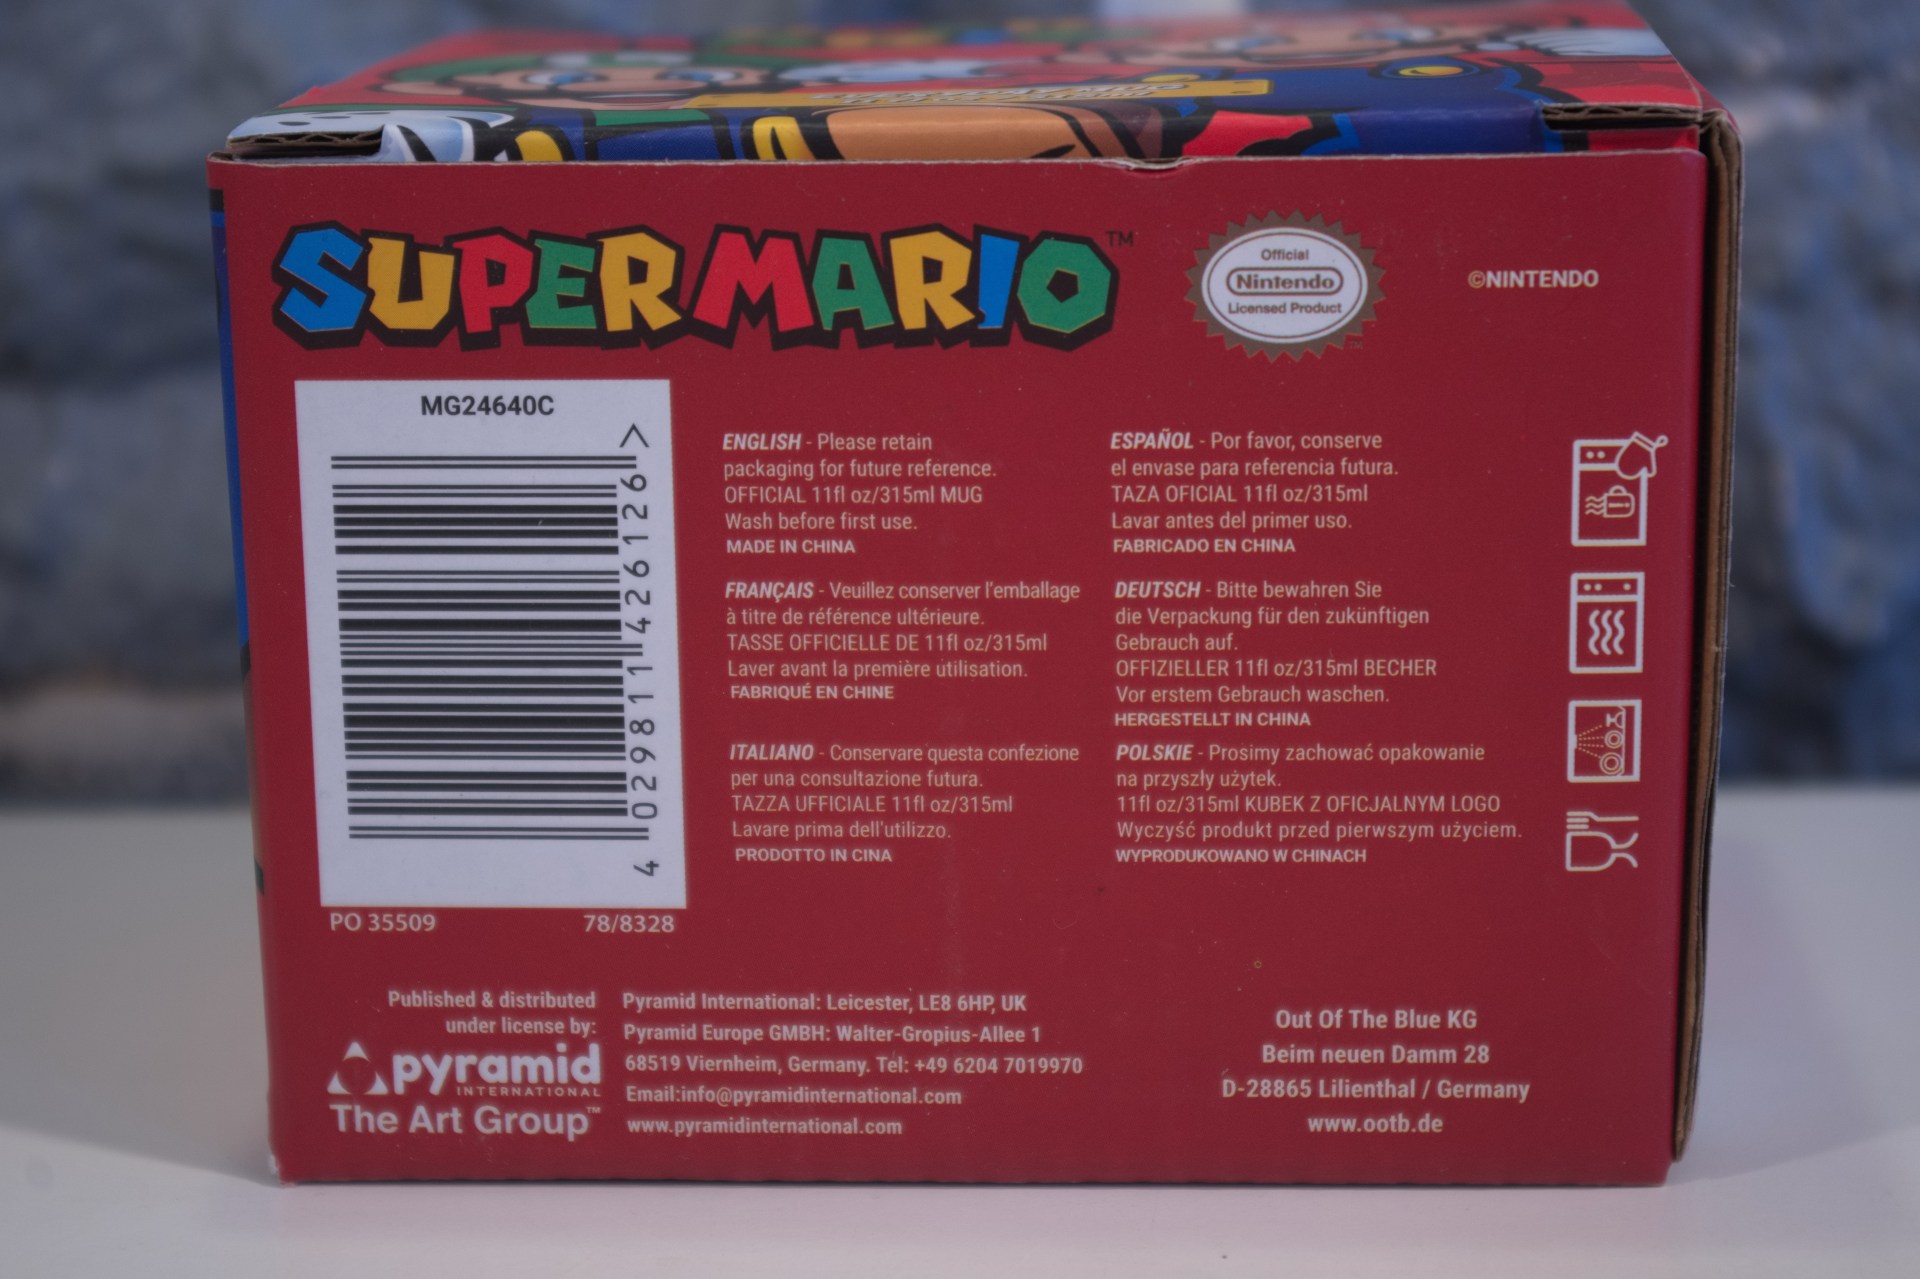 SUPER MARIO™
Official
Nintendo
Licensed Product
™
©NINTENDO
MG24640C
4 029811 426126 >
PO 35509
78/8328
ENGLISH - Please retain
packaging for future reference.
OFFICIAL 11fl oz/315ml MUG
Wash before first use.
MADE IN CHINA
FRANÇAIS - Veuillez conserver l'emballage
à titre de référence ultérieure.
TASSE OFFICIELLE DE 11fl oz/315ml
Laver avant la première utilisation.
FABRIQUÉ EN CHINE
ITALIANO - Conservare questa confezione
per una consultazione futura.
TAZZA UFFICIALE 11fl oz/315ml
Lavare prima dell'utilizzo.
PRODOTTO IN CINA
ESPAÑOL - Por favor, conserve
el envase para referencia futura.
TAZA OFICIAL 11fl oz/315ml
Lavar antes del primer uso.
FABRICADO EN CHINA
DEUTSCH - Bitte bewahren Sie
die Verpackung für den zukünftigen
Gebrauch auf.
OFFIZIELLER 11fl oz/315ml BECHER
Vor erstem Gebrauch waschen.
HERGESTELLT IN CHINA
POLSKIE - Prosimy zachować opakowanie
na przyszły użytek.
11fl oz/315ml KUBEK Z OFICJALNYM LOGO
Wyczyść produkt przed pierwszym użyciem.
WYPRODUKOWANO W CHINACH
Published & distributed
under license by:
pyramid
INTERNATIONAL
The Art Group™
Pyramid International: Leicester, LE8 6HP, UK
Pyramid Europe GMBH: Walter-Gropius-Allee 1
68519 Viernheim, Germany. Tel: +49 6204 7019970
Email:info@pyramidinternational.com
www.pyramidinternational.com
Out Of The Blue KG
Beim neuen Damm 28
D-28865 Lilienthal / Germany
www.ootb.de